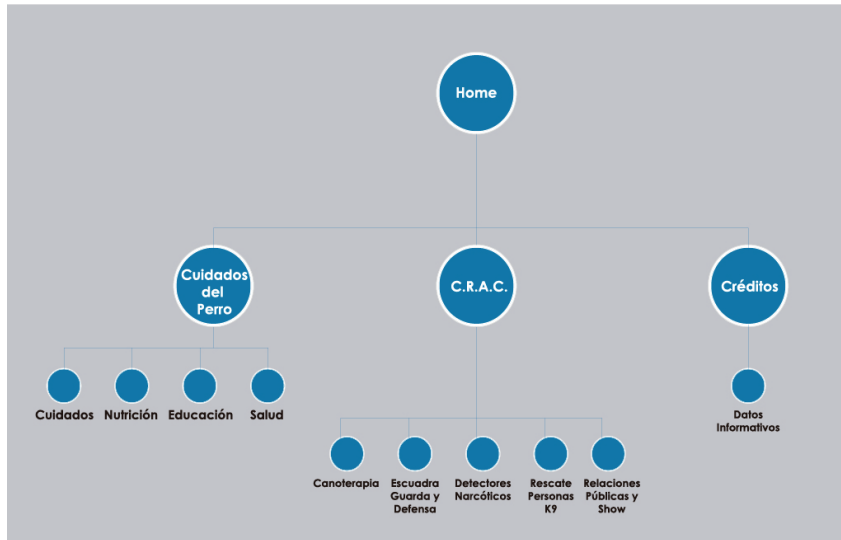 Home
Cuidados
del
Perro
C.R.A.C.
Créditos
Cuidados
Nutrición
Educación
Salud
Canoterapia
Escuadra
Guarda y
Defensa
Detectores
Narcóticos
Rescate
Personas
K9
Relaciones
Públicas y
Show
Datos
Informativos